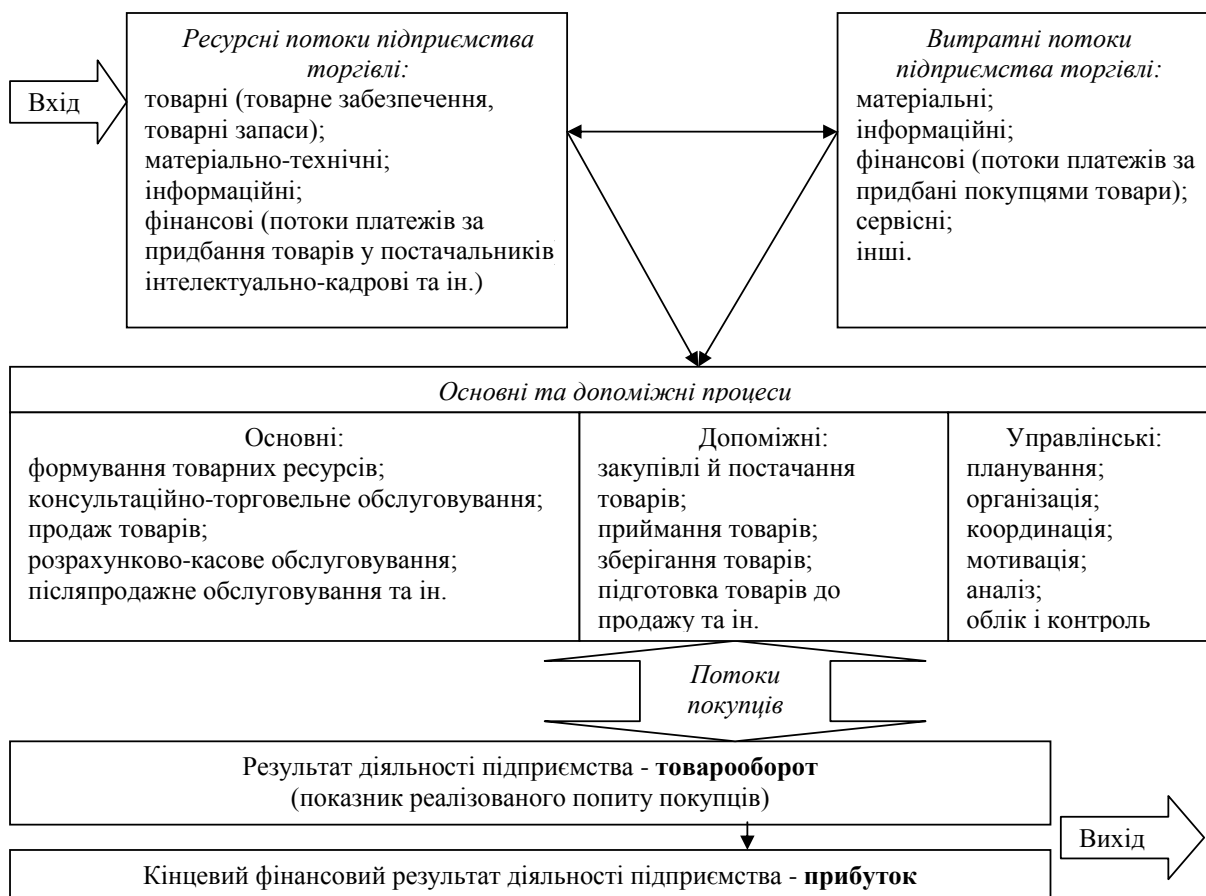 Вхід
Ресурсні потоки підприємства
торгівлі:
товарні (товарне забезпечення,
товарні запаси);
матеріально-технічні;
інформаційні;
фінансові (потоки платежів за
придбання товарів у постачальників
інтелектуально-кадрові та ін.)
Витратні потоки
підприємства торгівлі:
матеріальні;
інформаційні;
фінансові (потоки платежів за
придбані покупцями товари);
сервісні;
інші.
Основні та допоміжні процеси
Основні:
формування товарних ресурсів;
консультаційно-торговельне обслуговування;
продаж товарів;
розрахунково-касове обслуговування;
післяпродажне обслуговування та ін.
Допоміжні:
закупівлі й постачання
товарів;
приймання товарів;
зберігання товарів;
підготовка товарів до
продажу та ін.
Управлінські:
планування;
організація;
координація;
мотивація;
аналіз;
облік і контроль
Потоки
покупців
Результат діяльності підприємства - товарооборот
(показник реалізованого попиту покупців)
Вихід
Кінцевий фінансовий результат діяльності підприємства - прибуток